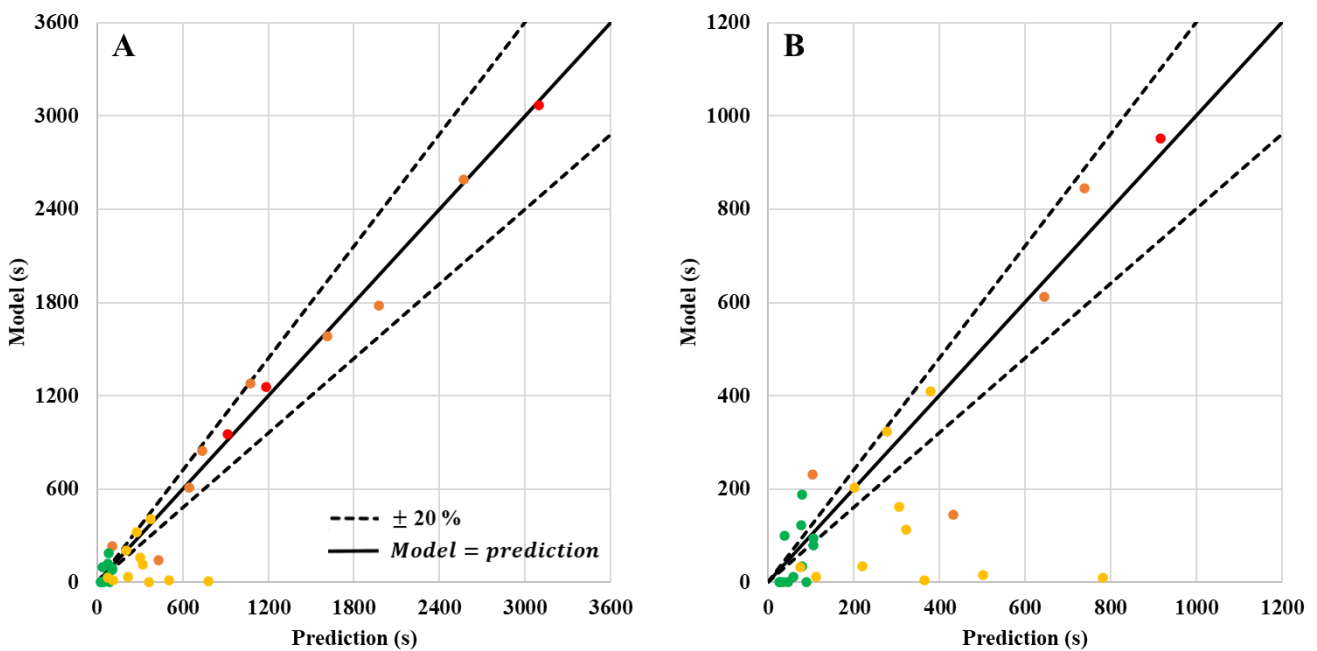 A
3600
3000
2400
1800
1200
600
0
Model (s)
0 600 1200 1800 2400 3000 3600
Prediction (s)
± 20 %
Model = prediction
B
1200
1000
800
600
400
200
0
Model (s)
0 200 400 600 800 1000 1200
Prediction (s)